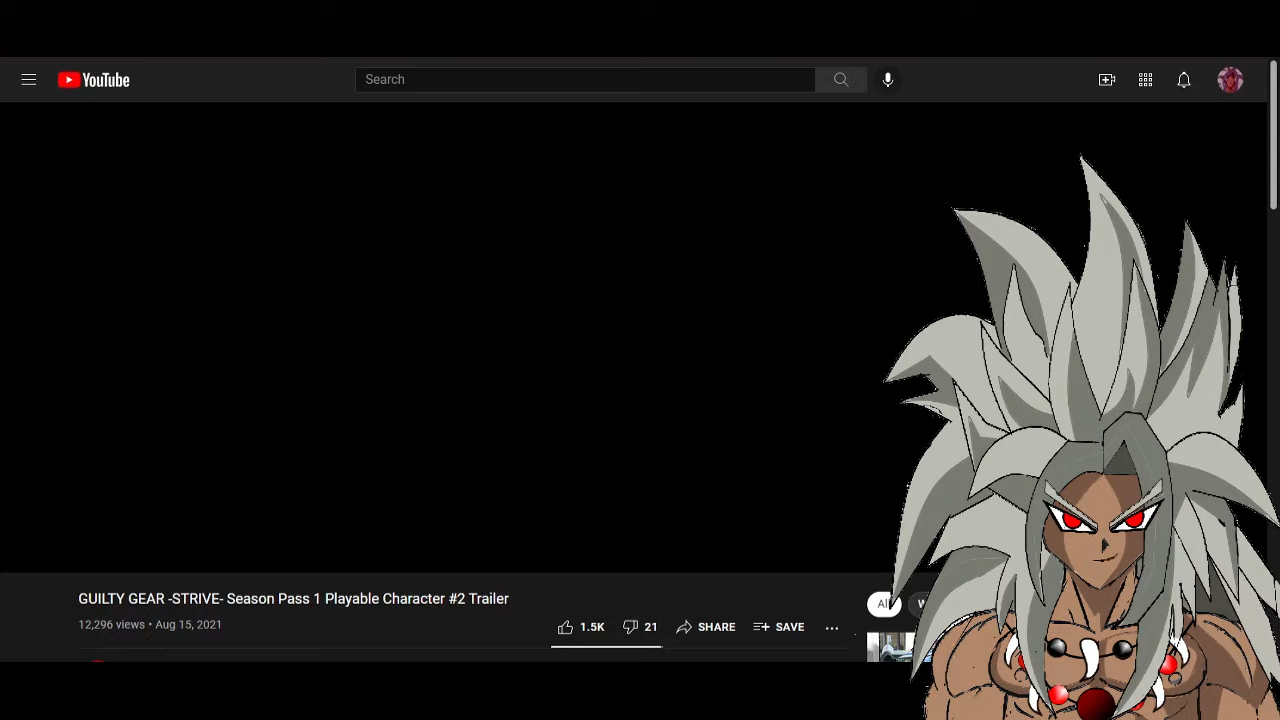 YouTube
Search
GUILTY GEAR -STRIVE- Season Pass 1 Playable Character #2 Trailer
12,296 views • Aug 15, 2021
1.5K 21 SHARE SAVE ...